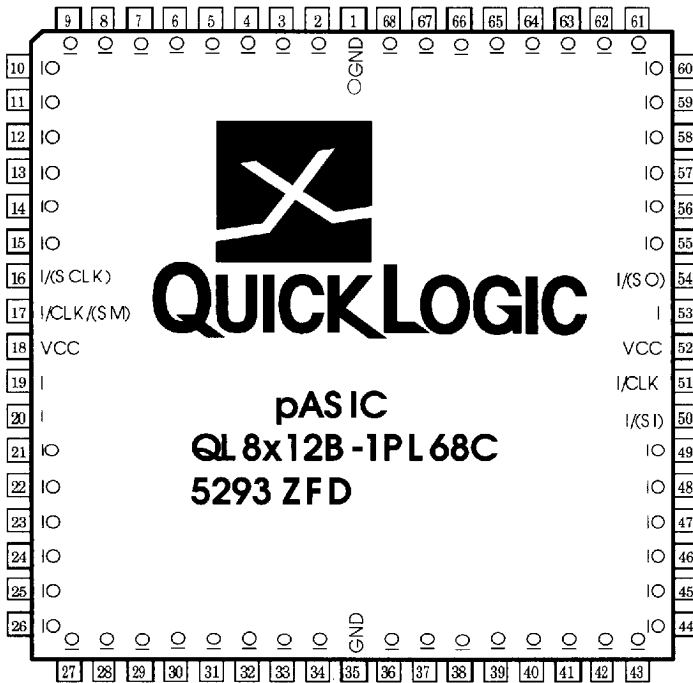 9 8 7 6 5 4 3 2 1 68 67 66 65 64 63 62 61
IO IO IO IO IO IO IO IO GND IO IO IO IO IO IO IO IO
10 IO IO 60
11 IO IO 59
12 IO IO 58
13 IO IO 57
14 IO IO 56
15 IO IO 55
16 I/(SCLK) I/(SO) 54
17 I/CLK/(SM) I 53
QUICKLOGIC
18 VCC VCC 52
19 I I/CLK 51
pASIC
20 I I/(SI) 50
QL8x12B-1PL68C
21 IO IO 49
5293 ZFD
22 IO IO 48
23 IO IO 47
24 IO IO 46
25 IO IO 45
26 IO IO 44
IO IO IO IO IO IO IO IO GND IO IO IO IO IO IO IO IO
27 28 29 30 31 32 33 34 35 36 37 38 39 40 41 42 43